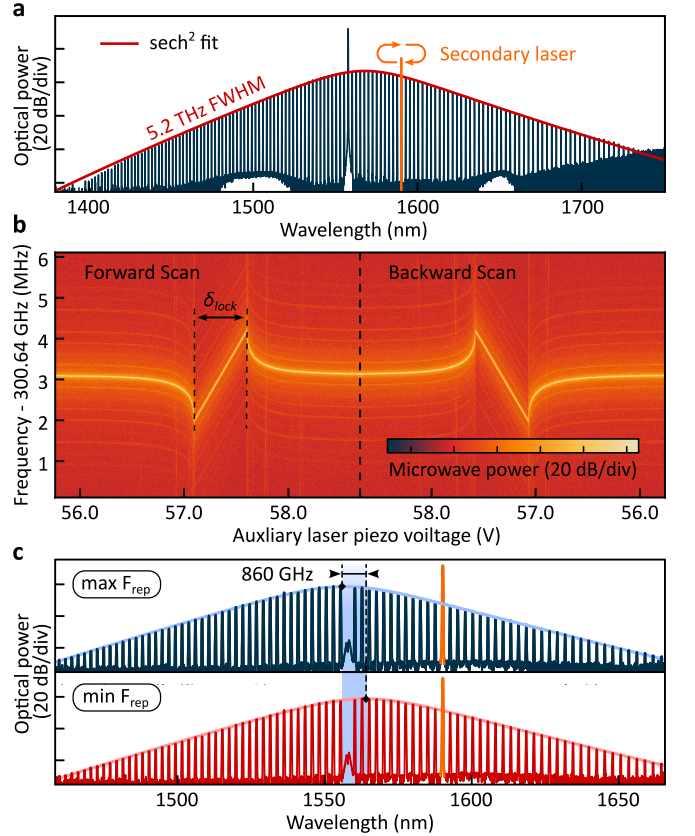 a
sech² fit
Secondary laser
5.2 THz FWHM
Optical power
(20 dB/div)
1400
1500
1600
1700
Wavelength (nm)
b
Forward Scan
Backward Scan
δlock
Frequency - 300.64 GHz (MHz)
6
5
4
3
2
1
Microwave power (20 dB/div)
56.0
57.0
58.0
58.0
57.0
56.0
Auxliary laser piezo voiltage (V)
c
860 GHz
max Frep
min Frep
Optical power
(20 dB/div)
1500
1550
1600
1650
Wavelength (nm)